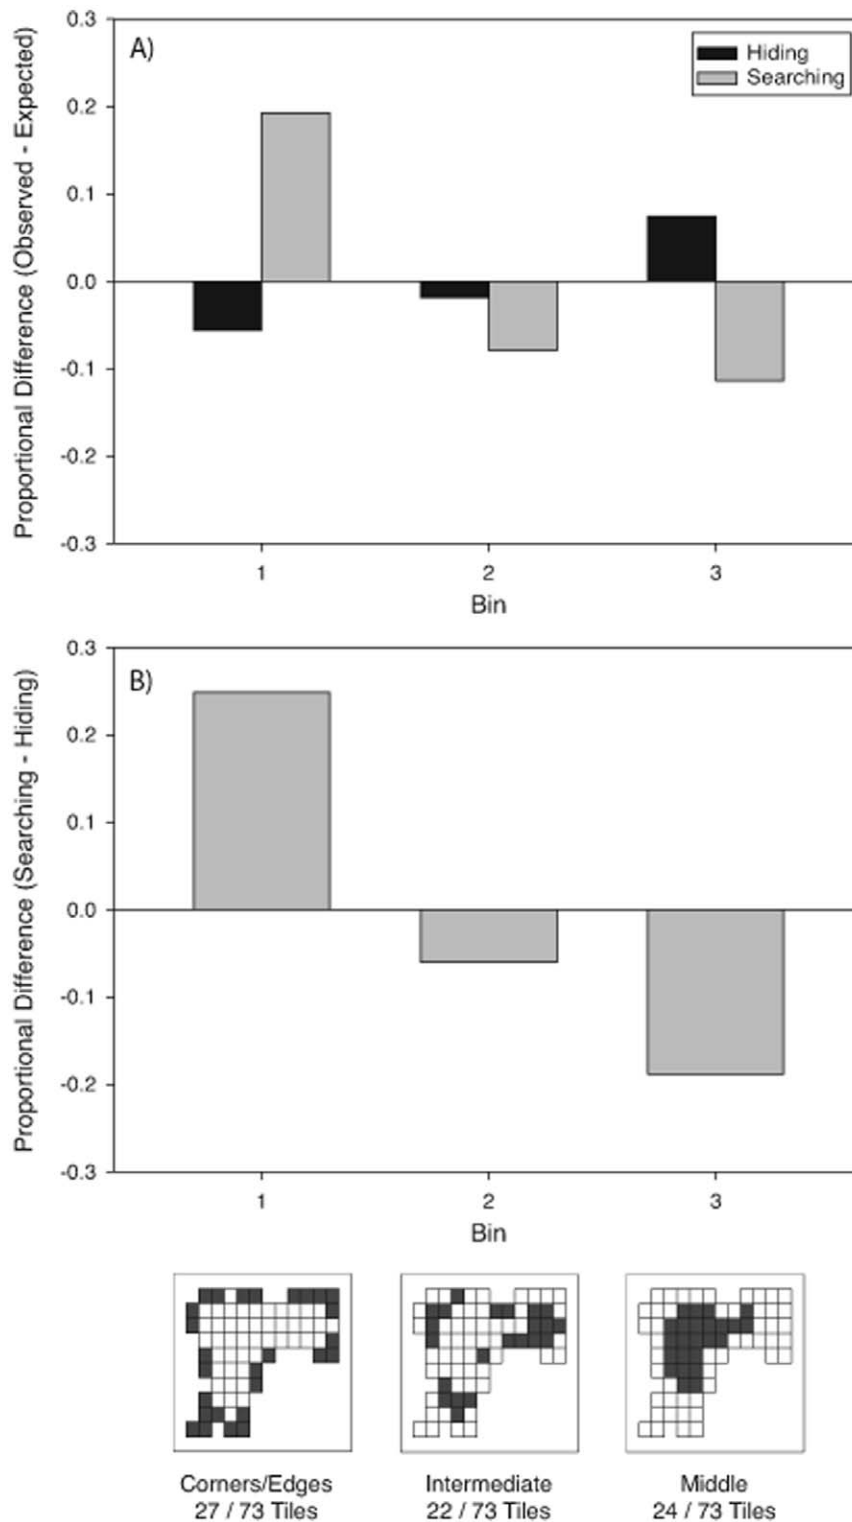 A)
Hiding
Searching
Proportional Difference (Observed - Expected)
0.3
0.2
0.1
0.0
-0.1
-0.2
-0.3
1 2 3
Bin
B)
Proportional Difference (Searching - Hiding)
0.3
0.2
0.1
0.0
-0.1
-0.2
-0.3
1 2 3
Bin
Corners/Edges Intermediate Middle
27 / 73 Tiles 22 / 73 Tiles 24 / 73 Tiles